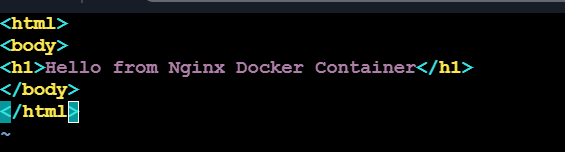 <html>
<body>
<h1>Hello from Nginx Docker Container</h1>
</body>
</html>
~